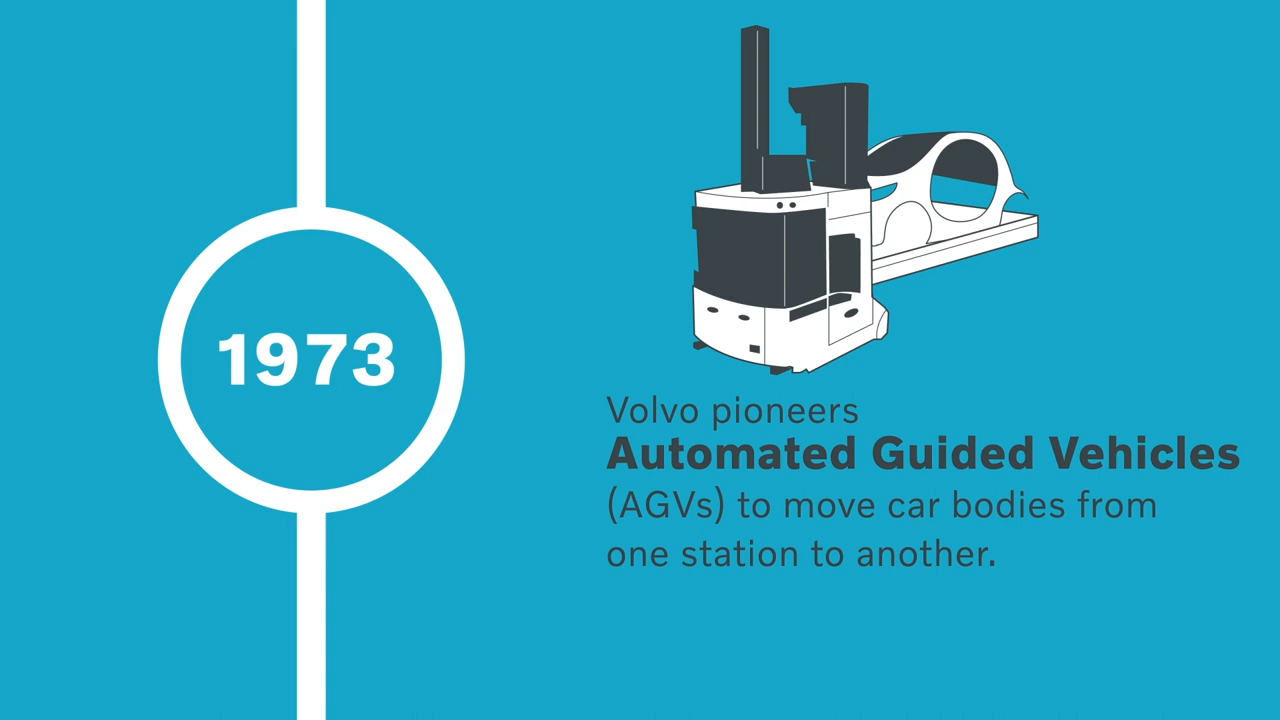 1973
Volvo pioneers
Automated Guided Vehicles
(AGVs) to move car bodies from
one station to another.